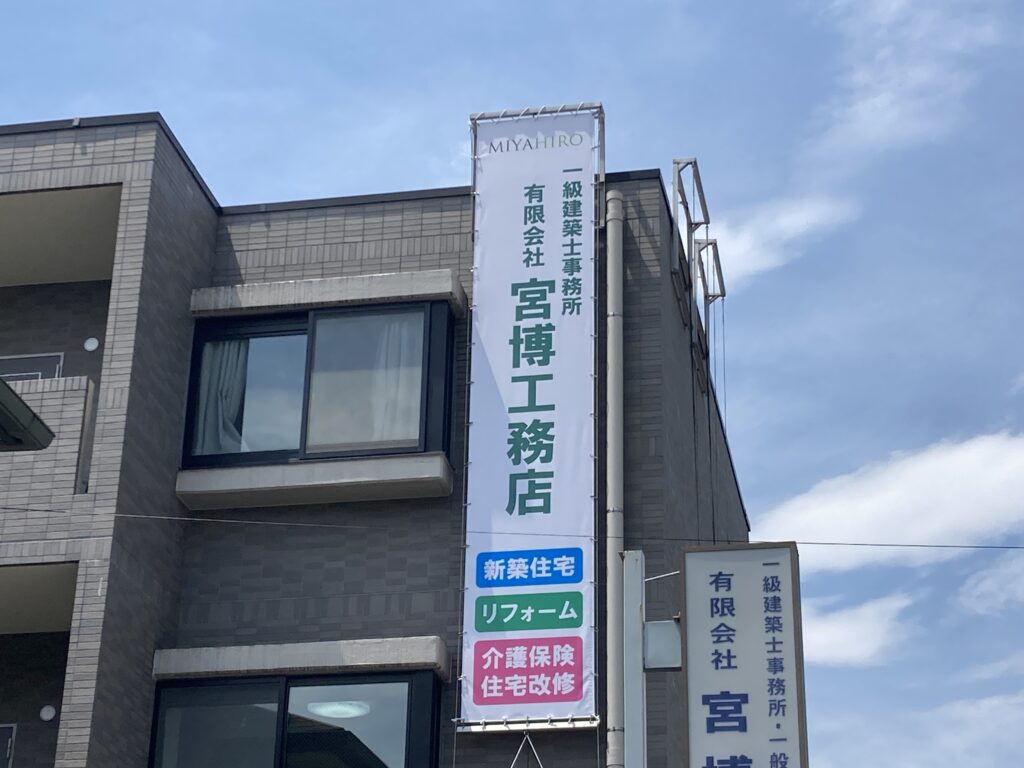 MIYAHIRO
一級建築士事務所
有限会社
宮博工務店
新築住宅
リフォーム
介護保険
住宅改修
一級建築士事務所・一般
有限会社
宮博